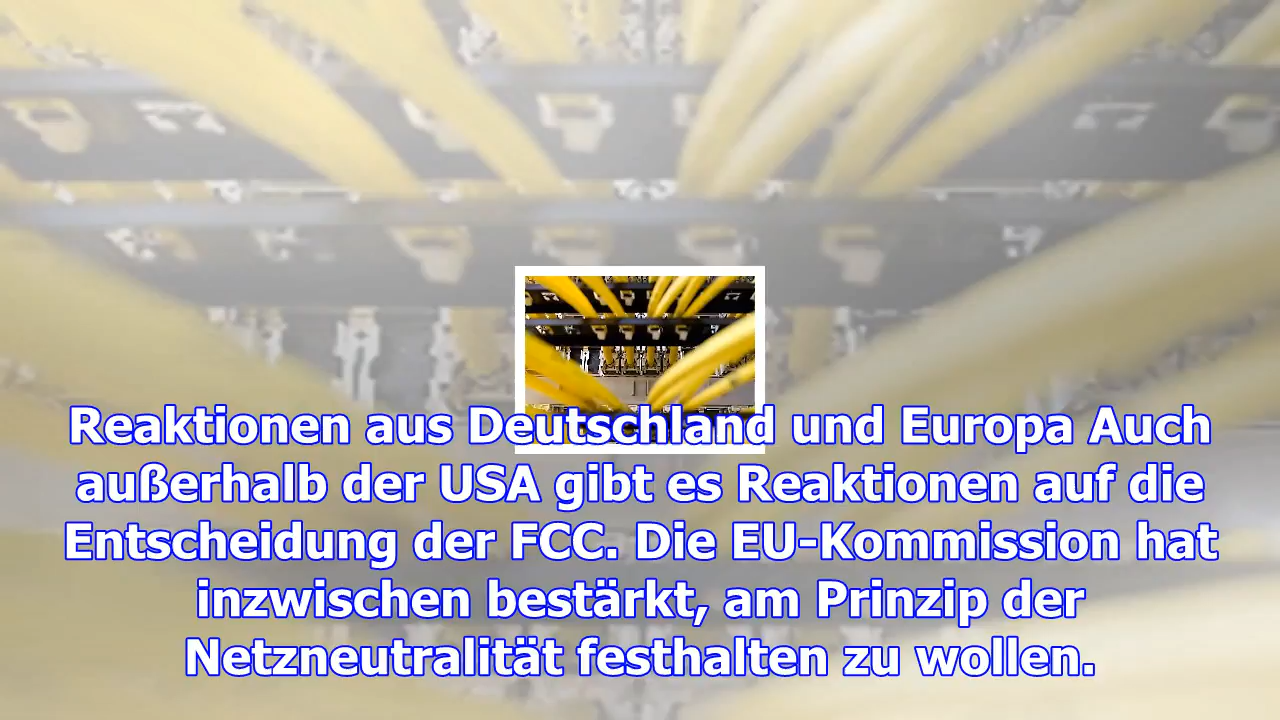 Reaktionen aus Deutschland und Europa Auch
außerhalb der USA gibt es Reaktionen auf die
Entscheidung der FCC. Die EU-Kommission hat
inzwischen bestärkt, am Prinzip der
Netzneutralität festhalten zu wollen.